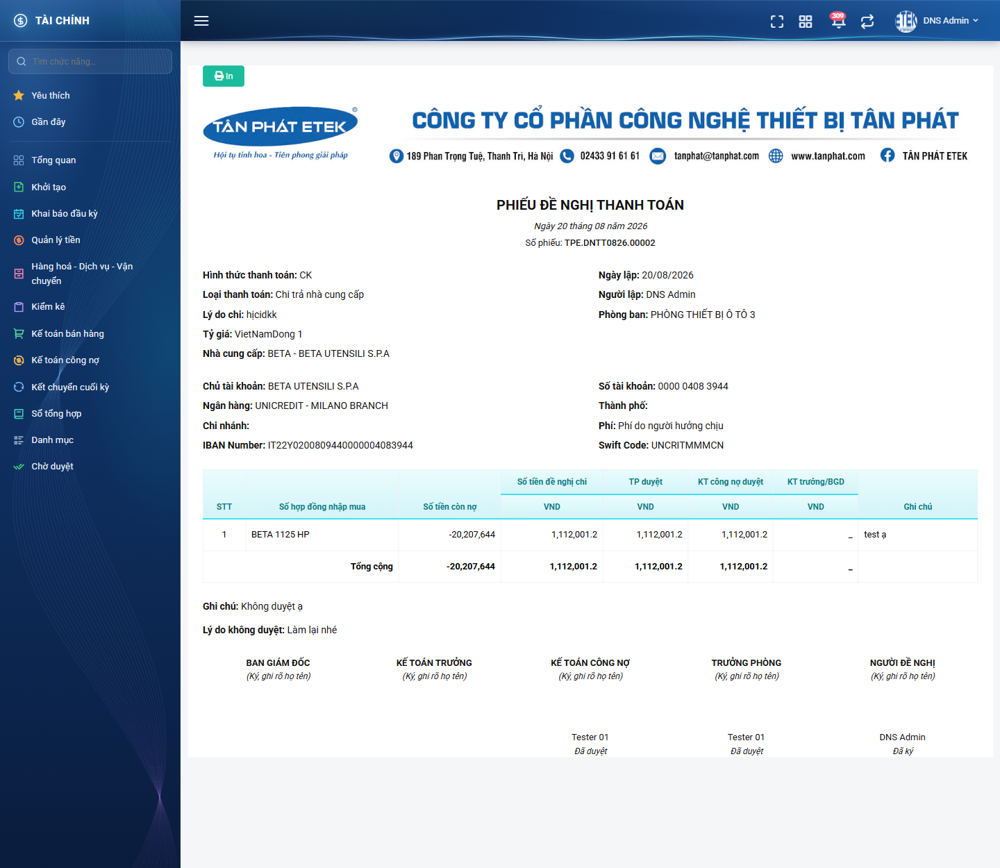 TÀI CHÍNH
Tìm chức năng...
Yêu thích
Gần đây
Tổng quan
Khởi tạo
Khai báo đầu kỳ
Quản lý tiền
Hàng hoá - Dịch vụ - Vận
chuyển
Kiểm kê
Kế toán bán hàng
Kế toán công nợ
Kết chuyển cuối kỳ
Sổ tổng hợp
Danh mục
Chờ duyệt
309
DNS Admin
In
TÂN PHÁT ETEK ®
Hội tụ tinh hoa - Tiên phong giải pháp
CÔNG TY CỔ PHẦN CÔNG NGHỆ THIẾT BỊ TÂN PHÁT
189 Phan Trọng Tuệ, Thanh Trì, Hà Nội 02433 91 61 61 tanphat@tanphat.com www.tanphat.com TÂN PHÁT ETEK
PHIẾU ĐỀ NGHỊ THANH TOÁN
Ngày 20 tháng 08 năm 2026
Số phiếu: TPE.DNTT0826.00002
Hình thức thanh toán: CK Ngày lập: 20/08/2026
Loại thanh toán: Chi trả nhà cung cấp Người lập: DNS Admin
Lý do chi: hịcidkk Phòng ban: PHÒNG THIẾT BỊ Ô TÔ 3
Tỷ giá: VietNamDong 1
Nhà cung cấp: BETA - BETA UTENSILI S.P.A
Chủ tài khoản: BETA UTENSILI S.P.A Số tài khoản: 0000 0408 3944
Ngân hàng: UNICREDIT - MILANO BRANCH Thành phố:
Chi nhánh: Phí: Phí do người hưởng chịu
IBAN Number: IT22Y0200809440000004083944 Swift Code: UNCRITMMMCN
Số tiền đề nghị chi TP duyệt KT công nợ duyệt KT trưởng/BGD
STT Số hợp đồng nhập mua Số tiền còn nợ VND VND VND VND Ghi chú
1 BETA 1125 HP -20,207,644 1,112,001.2 1,112,001.2 1,112,001.2 _ test ạ
Tổng cộng -20,207,644 1,112,001.2 1,112,001.2 1,112,001.2 _
Ghi chú: Không duyệt ạ
Lý do không duyệt: Làm lại nhé
BAN GIÁM ĐỐC KẾ TOÁN TRƯỞNG KẾ TOÁN CÔNG NỢ TRƯỞNG PHÒNG NGƯỜI ĐỀ NGHỊ
(Ký, ghi rõ họ tên) (Ký, ghi rõ họ tên) (Ký, ghi rõ họ tên) (Ký, ghi rõ họ tên) (Ký, ghi rõ họ tên)
Tester 01 Tester 01 DNS Admin
Đã duyệt Đã duyệt Đã ký